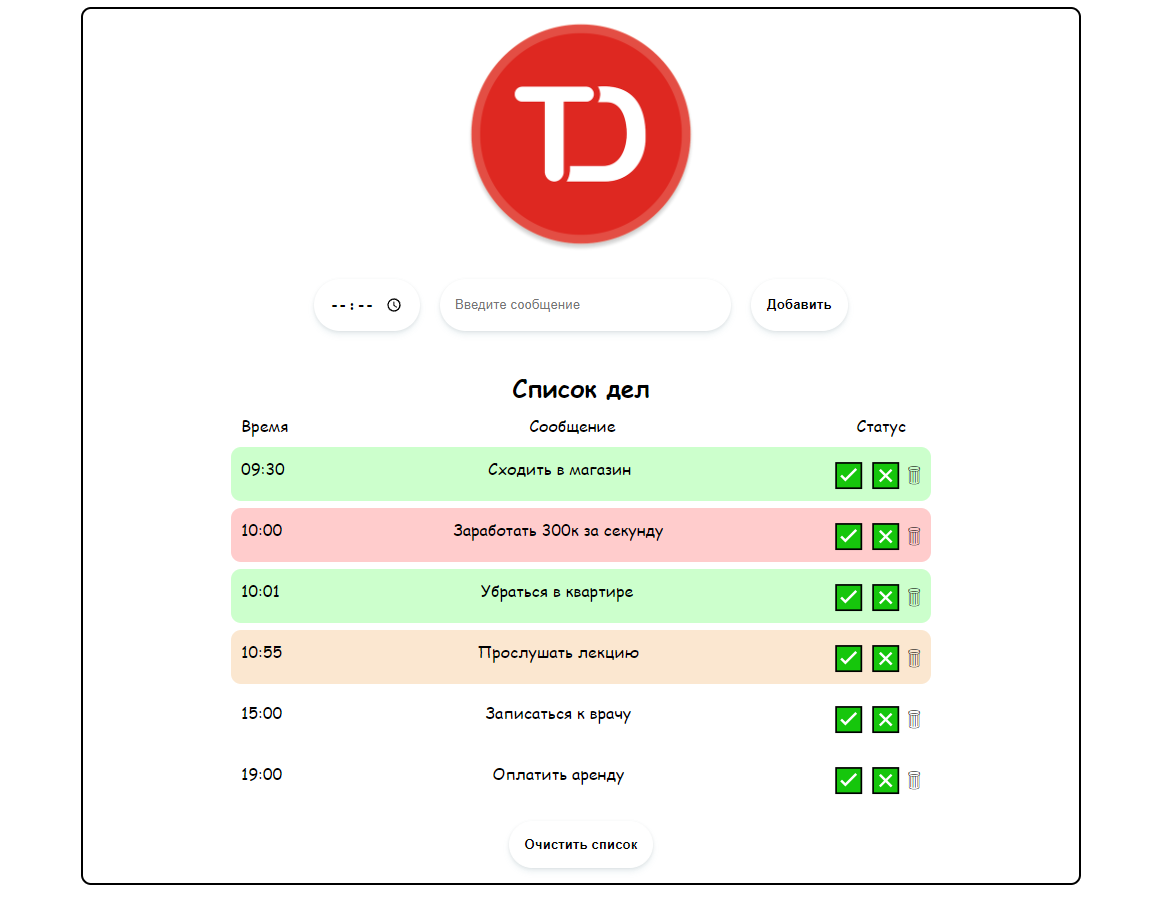 TD
--:--
Введите сообщение
Добавить
Список дел
Время Сообщение Статус
09:30 Сходить в магазин
10:00 Заработать 300к за секунду
10:01 Убраться в квартире
10:55 Прослушать лекцию
15:00 Записаться к врачу
19:00 Оплатить аренду
Очистить список